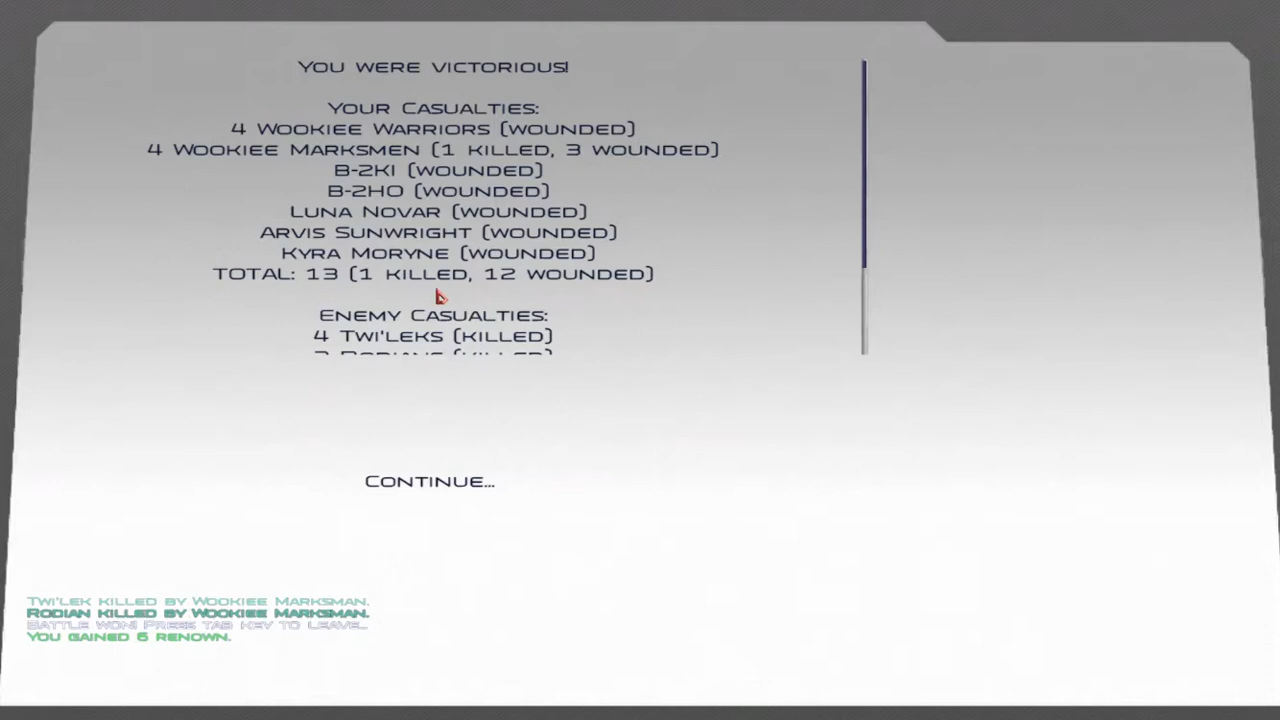 You were victorious!
Your Casualties:
4 Wookiee Warriors (wounded)
4 Wookiee Marksmen (1 killed, 3 wounded)
B-2KI (wounded)
B-2HO (wounded)
Luna Novar (wounded)
Arvis Sunwright (wounded)
Kyra Moryne (wounded)
TOTAL: 13 (1 killed, 12 wounded)
Enemy Casualties:
4 Twi'leks (killed)
Continue...
Twi'lek killed by Wookiee Marksman.
Rodian killed by Wookiee Marksman.
Battle won! Press tab key to leave..
You gained 6 renown.